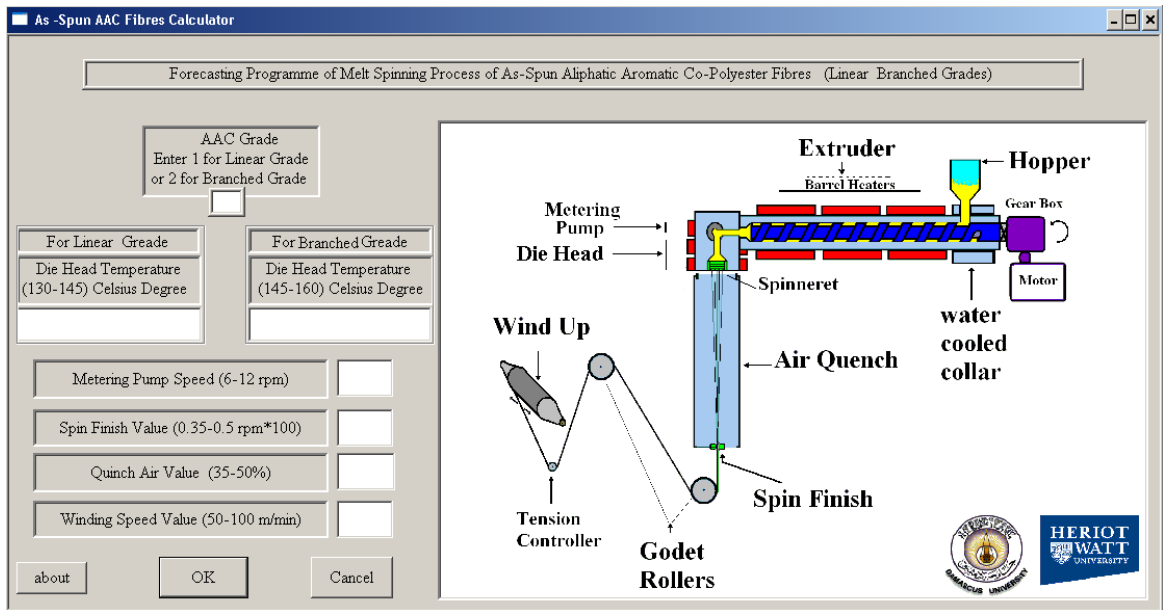 As -Spun AAC Fibres Calculator
Forecasting Programme of Melt Spinning Process of As-Spun Aliphatic Aromatic Co-Polyester Fibres (Linear Branched Grades)
AAC Grade
Enter 1 for Linear Grade
or 2 for Branched Grade
For Linear Greade
Die Head Temperature
(130-145) Celsius Degree
For Branched Greade
Die Head Temperature
(145-160) Celsius Degree
Metering Pump Speed (6-12 rpm)
Spin Finish Value (0.35-0.5 rpm*100)
Quinch Air Value (35-50%)
Winding Speed Value (50-100 m/min)
about
OK
Cancel
Extruder
Barrel Heaters
Hopper
Gear Box
Metering
Pump
Die Head
Motor
Spinneret
water
cooled
collar
Wind Up
Air Quench
Spin Finish
Tension
Controller
Godet
Rollers
DAMASCUS UNIVERSITY
HERIOT
WATT
UNIVERSITY